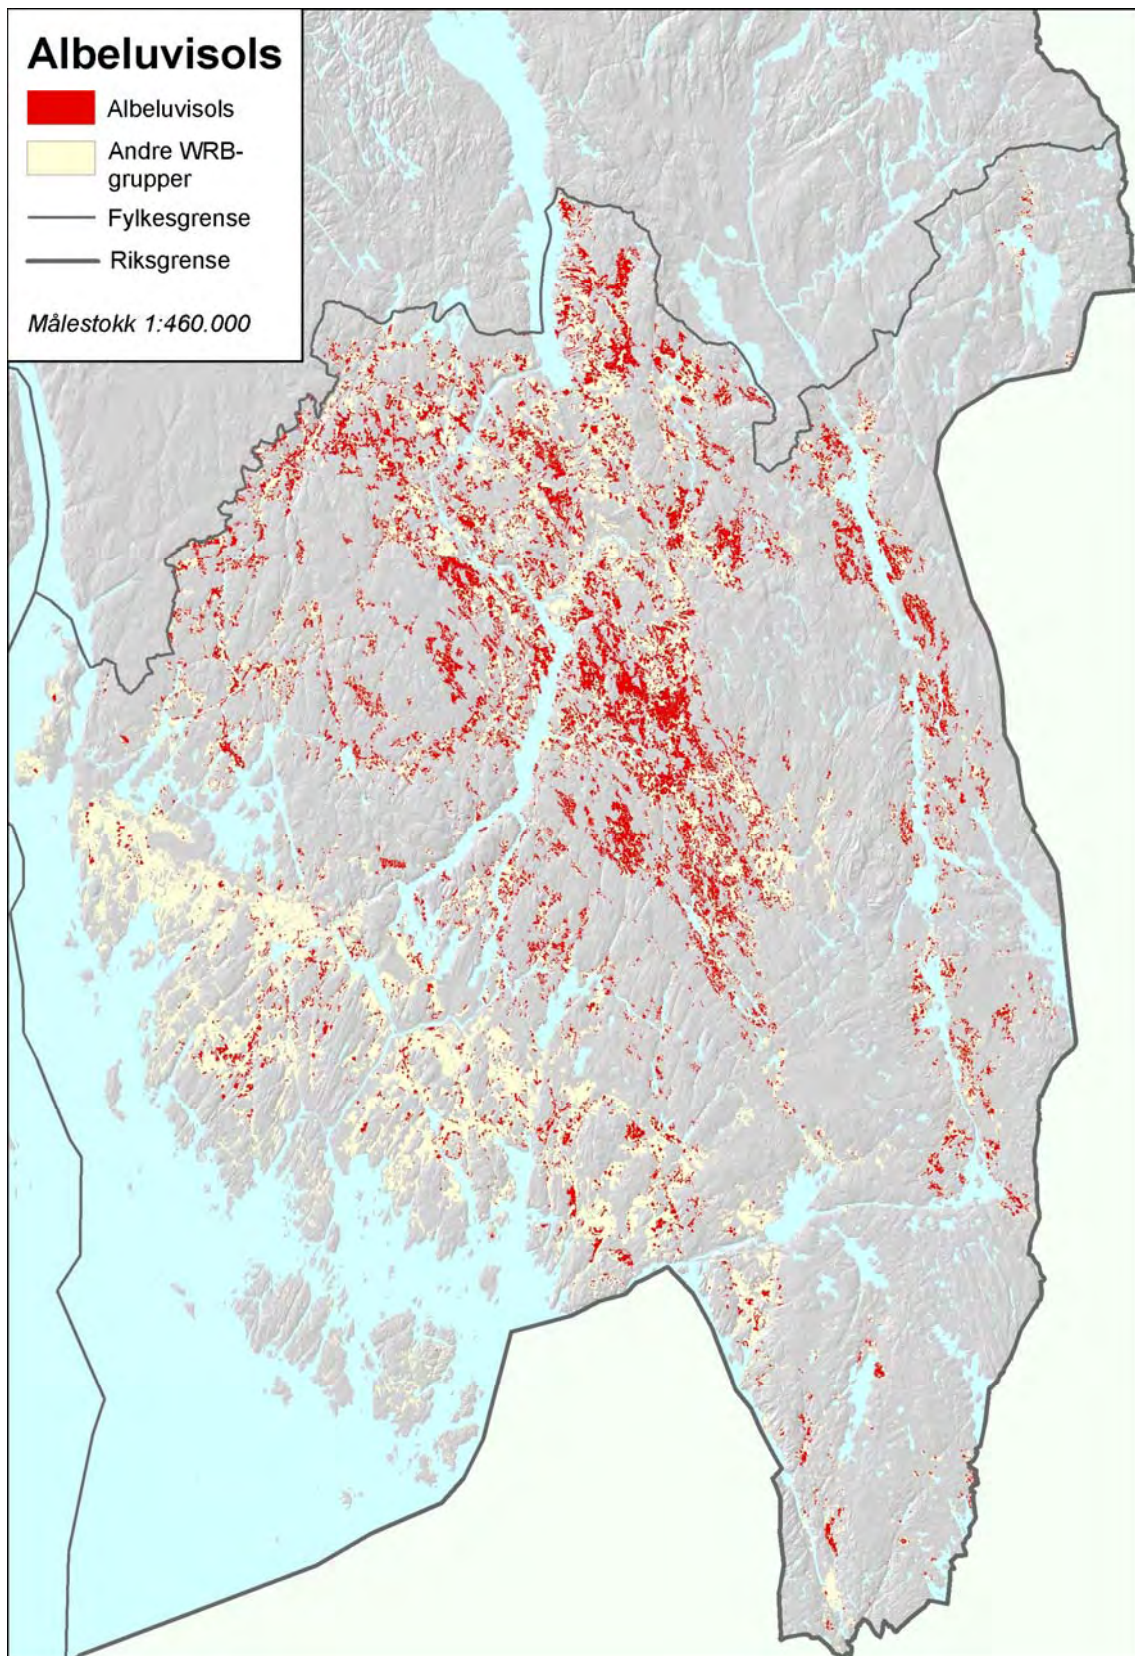 Albeluvisols
Albeluvisols
Andre WRB-
grupper
Fylkesgrense
Riksgrense
Målestokk 1:460.000